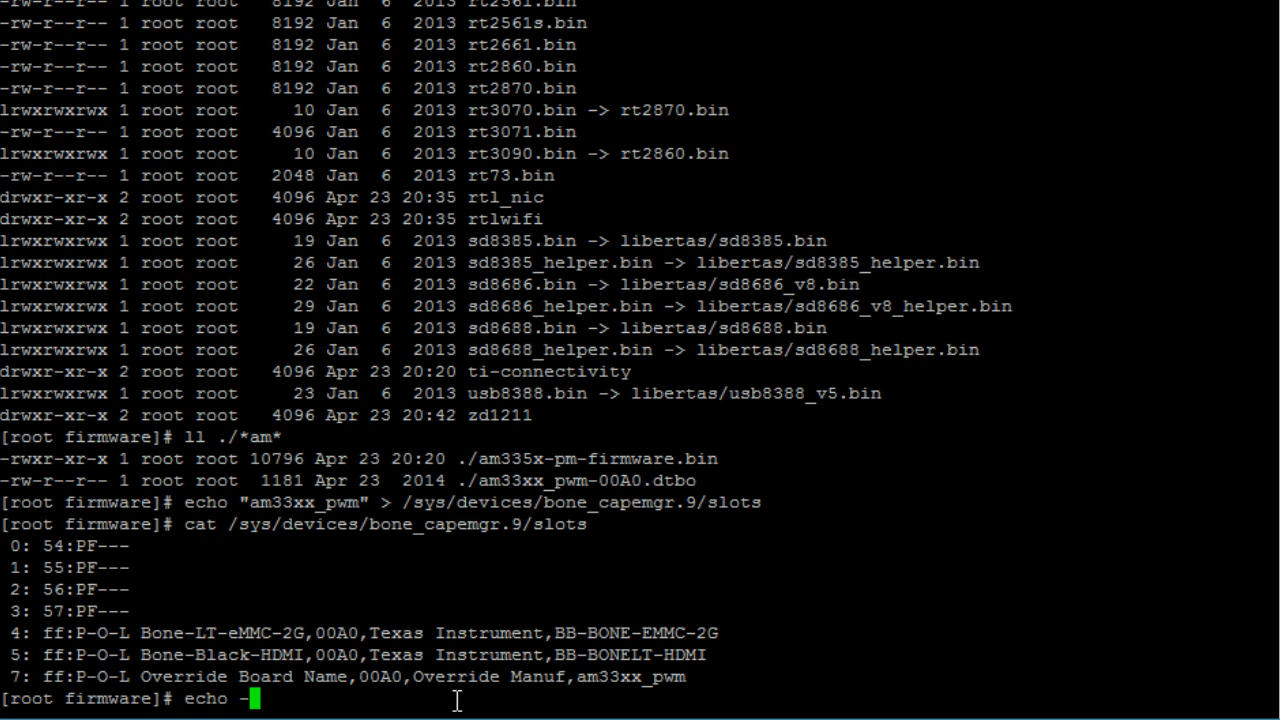 -rw-r--r-- 1 root root   8192 Jan  6  2013 rt2561.bin
-rw-r--r-- 1 root root   8192 Jan  6  2013 rt2561s.bin
-rw-r--r-- 1 root root   8192 Jan  6  2013 rt2661.bin
-rw-r--r-- 1 root root   8192 Jan  6  2013 rt2860.bin
-rw-r--r-- 1 root root   8192 Jan  6  2013 rt2870.bin
lrwxrwxrwx 1 root root     10 Jan  6  2013 rt3070.bin -> rt2870.bin
-rw-r--r-- 1 root root   4096 Jan  6  2013 rt3071.bin
lrwxrwxrwx 1 root root     10 Jan  6  2013 rt3090.bin -> rt2860.bin
-rw-r--r-- 1 root root   2048 Jan  6  2013 rt73.bin
drwxr-xr-x 2 root root   4096 Apr 23 20:35 rtl_nic
drwxr-xr-x 2 root root   4096 Apr 23 20:35 rtlwifi
lrwxrwxrwx 1 root root     19 Jan  6  2013 sd8385.bin -> libertas/sd8385.bin
lrwxrwxrwx 1 root root     26 Jan  6  2013 sd8385_helper.bin -> libertas/sd8385_helper.bin
lrwxrwxrwx 1 root root     22 Jan  6  2013 sd8686.bin -> libertas/sd8686_v8.bin
lrwxrwxrwx 1 root root     29 Jan  6  2013 sd8686_helper.bin -> libertas/sd8686_v8_helper.bin
lrwxrwxrwx 1 root root     19 Jan  6  2013 sd8688.bin -> libertas/sd8688.bin
lrwxrwxrwx 1 root root     26 Jan  6  2013 sd8688_helper.bin -> libertas/sd8688_helper.bin
drwxr-xr-x 2 root root   4096 Apr 23 20:20 ti-connectivity
lrwxrwxrwx 1 root root     23 Jan  6  2013 usb8388.bin -> libertas/usb8388_v5.bin
drwxr-xr-x 2 root root   4096 Apr 23 20:42 zd1211
[root firmware]# ll ./*am*
-rwxr-xr-x 1 root root 10796 Apr 23 20:20 ./am335x-pm-firmware.bin
-rw-r--r-- 1 root root  1181 Apr 23  2014 ./am33xx_pwm-00A0.dtbo
[root firmware]# echo "am33xx_pwm" > /sys/devices/bone_capemgr.9/slots
[root firmware]# cat /sys/devices/bone_capemgr.9/slots
 0: 54:PF---
 1: 55:PF---
 2: 56:PF---
 3: 57:PF---
 4: ff:P-O-L Bone-LT-eMMC-2G,00A0,Texas Instrument,BB-BONE-EMMC-2G
 5: ff:P-O-L Bone-Black-HDMI,00A0,Texas Instrument,BB-BONELT-HDMI
 7: ff:P-O-L Override Board Name,00A0,Override Manuf,am33xx_pwm
[root firmware]# echo -